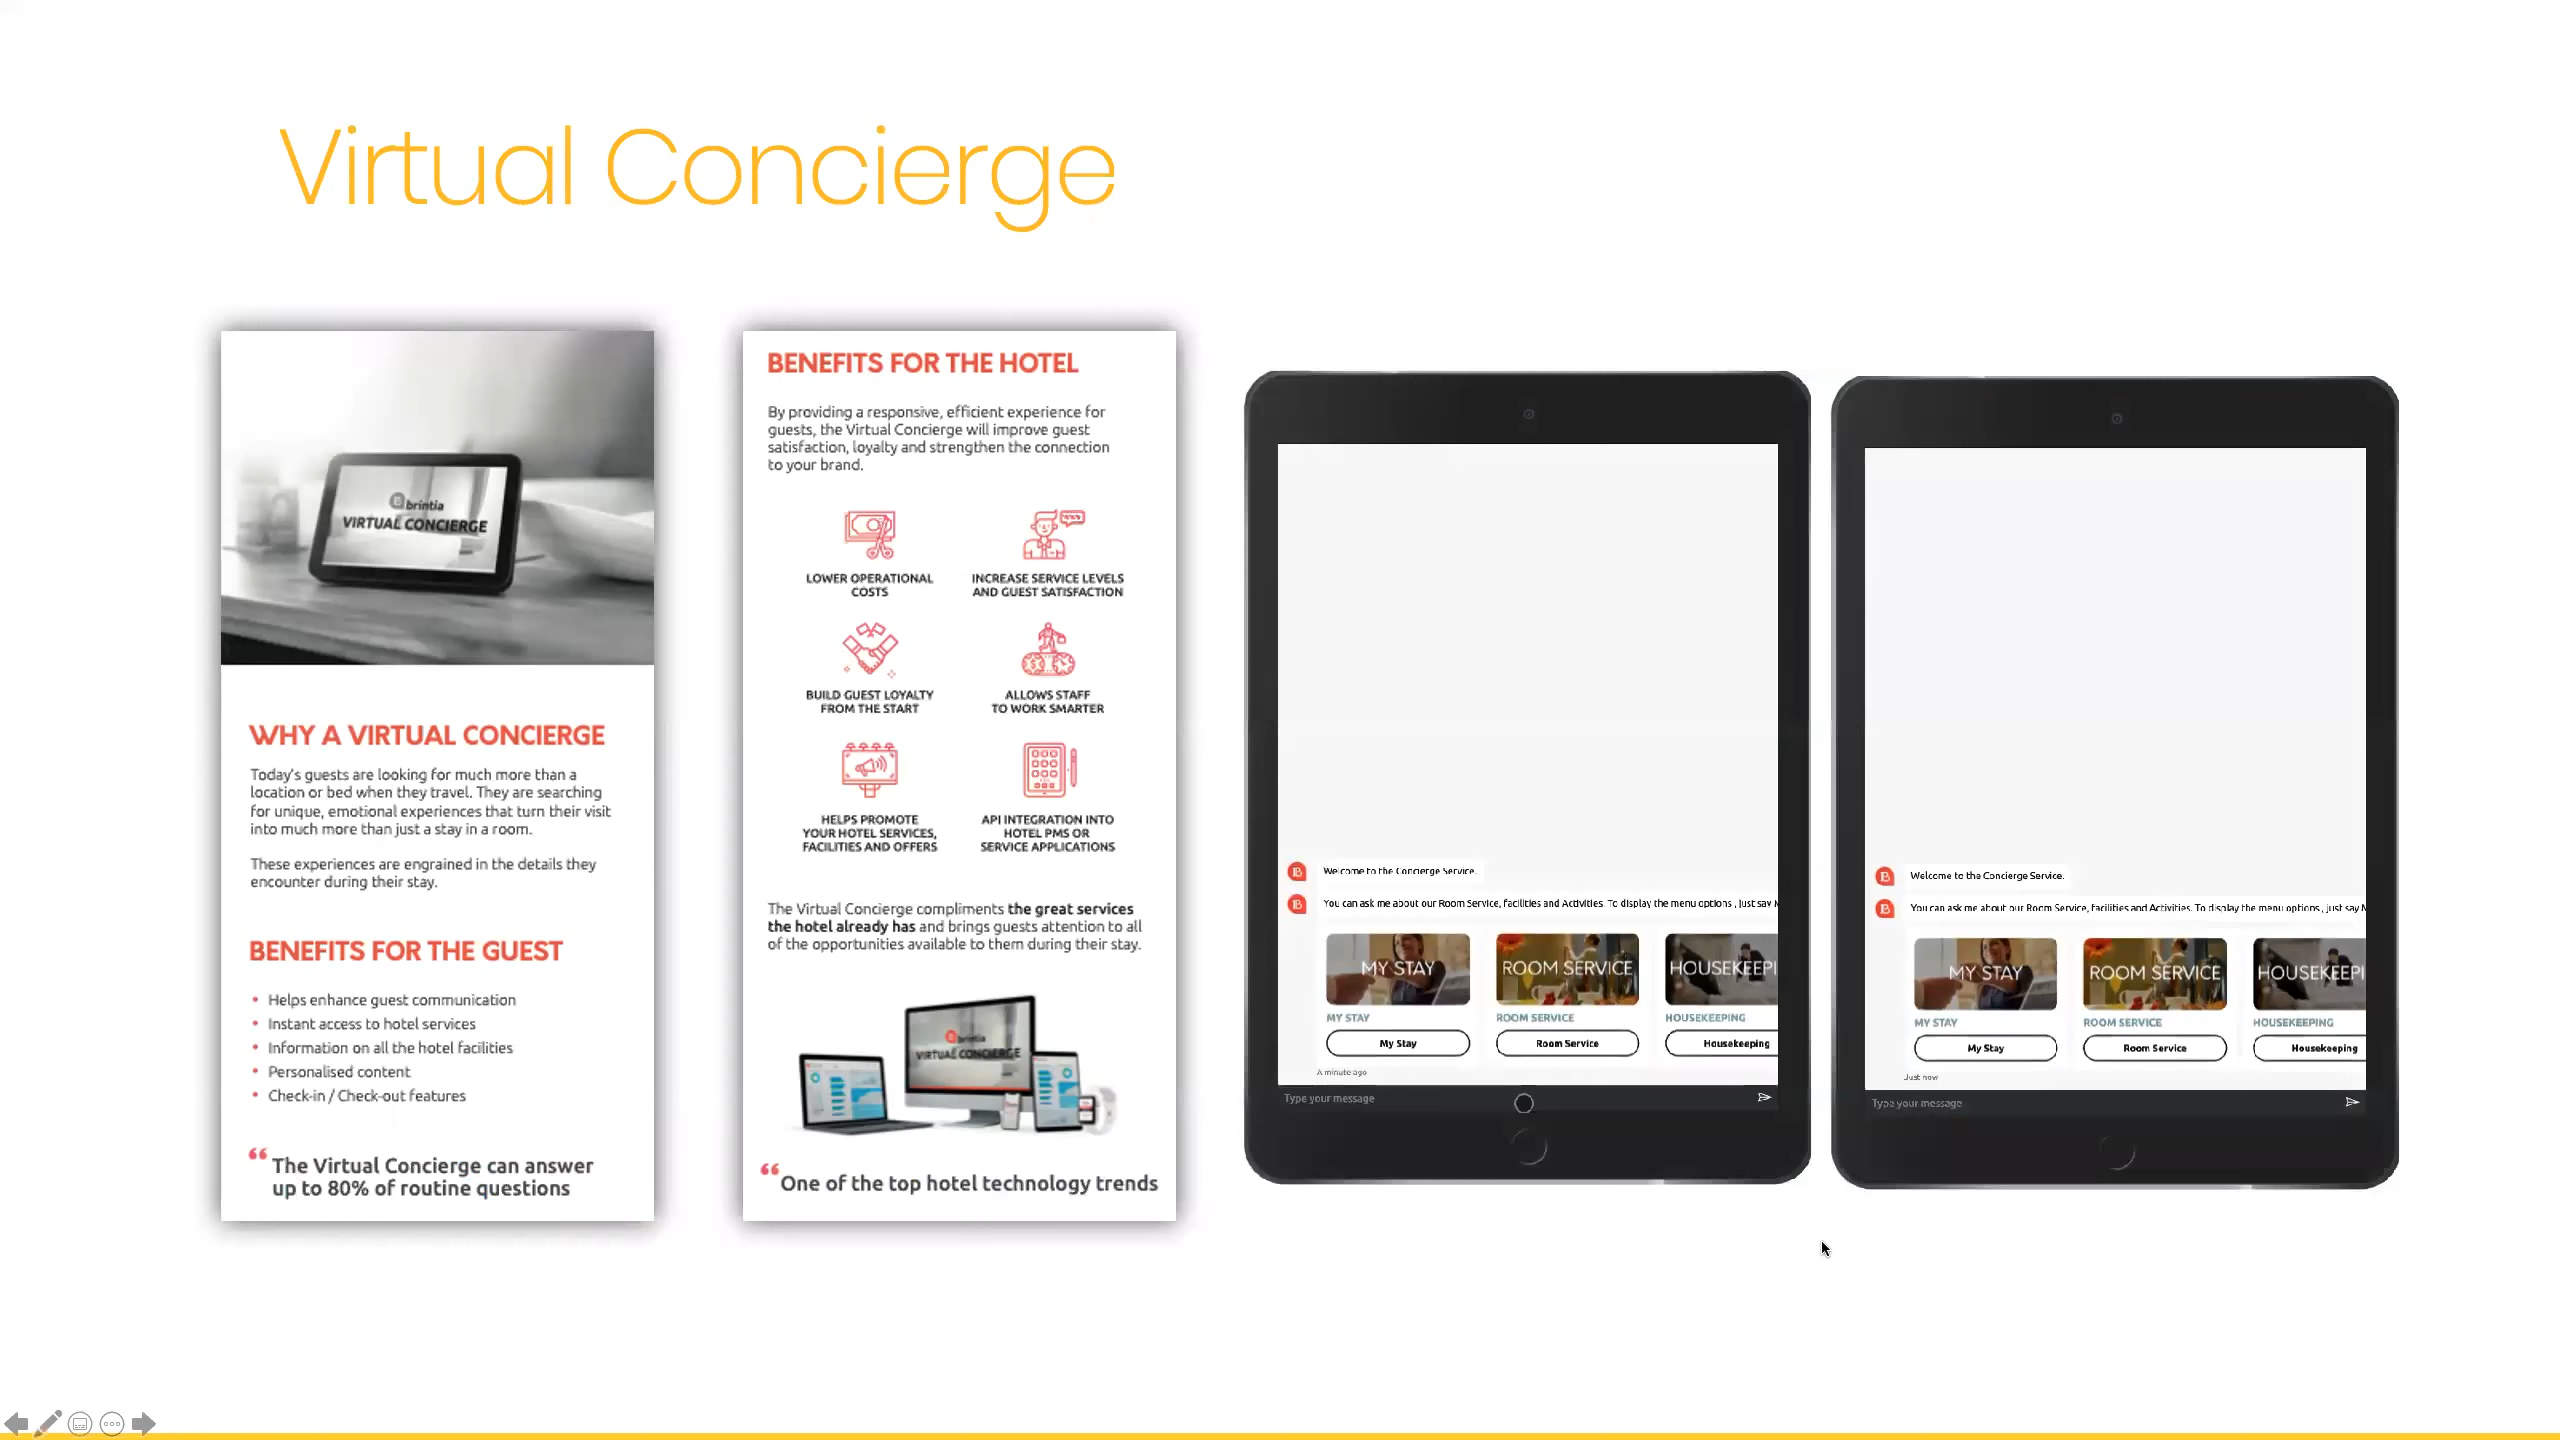 Virtual Concierge
brintia
VIRTUAL CONCIERGE
WHY A VIRTUAL CONCIERGE
Today's guests are looking for much more than a
location or bed when they travel. They are searching
for unique, emotional experiences that turn their visit
into much more than just a stay in a room.
These experiences are engrained in the details they
encounter during their stay.
BENEFITS FOR THE GUEST
• Helps enhance guest communication
• Instant access to hotel services
• Information on all the hotel facilities
• Personalised content
• Check-in / Check-out features
“ The Virtual Concierge can answer
up to 80% of routine questions
BENEFITS FOR THE HOTEL
By providing a responsive, efficient experience for
guests, the Virtual Concierge will improve guest
satisfaction, loyalty and strengthen the connection
to your brand.
LOWER OPERATIONAL
COSTS
INCREASE SERVICE LEVELS
AND GUEST SATISFACTION
BUILD GUEST LOYALTY
FROM THE START
ALLOWS STAFF
TO WORK SMARTER
HELPS PROMOTE
YOUR HOTEL SERVICES,
FACILITIES AND OFFERS
API INTEGRATION INTO
HOTEL PMS OR
SERVICE APPLICATIONS
The Virtual Concierge compliments the great services
the hotel already has and brings guests attention to all
of the opportunities available to them during their stay.
brintia
VIRTUAL CONCIERGE
“ One of the top hotel technology trends
Welcome to the Concierge Service.
You can ask me about our Room Service, facilities and Activities. To display the menu options , just say M
MY STAY
ROOM SERVICE
HOUSEKEEPI
MY STAY
ROOM SERVICE
HOUSEKEEPING
My Stay
Room Service
Housekeeping
A minute ago
Type your message
Welcome to the Concierge Service.
You can ask me about our Room Service, facilities and Activities. To display the menu options , just say M
MY STAY
ROOM SERVICE
HOUSEKEEPI
MY STAY
ROOM SERVICE
HOUSEKEEPING
My Stay
Room Service
Housekeeping
Just now
Type your message